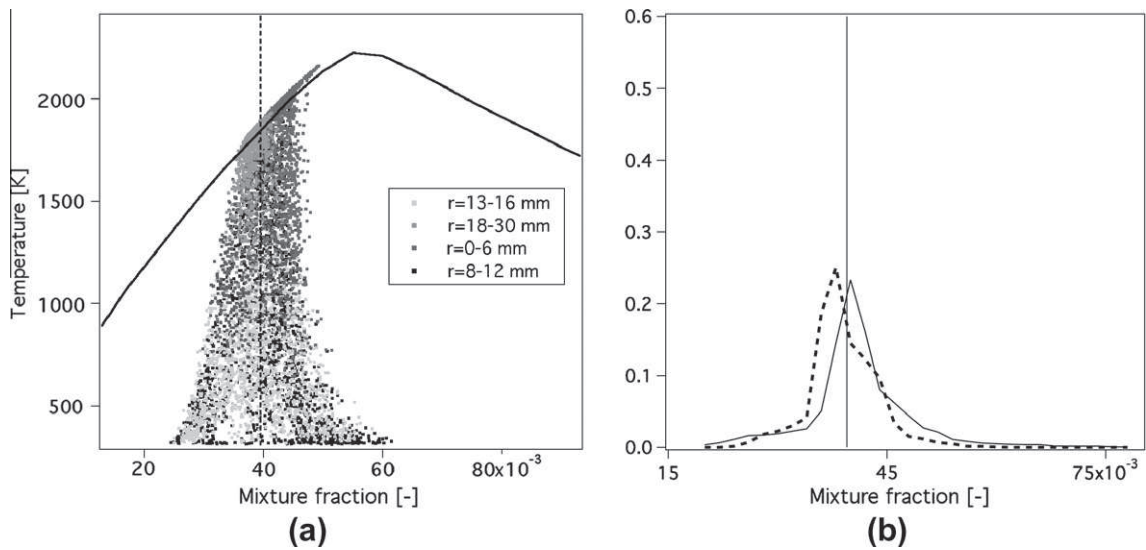 Temperature [K]
2000
1500
1000
500
20
40
60
80x10⁻³
Mixture fraction [-]
r=13-16 mm
r=18-30 mm
r=0-6 mm
r=8-12 mm
(a)
0.6
0.5
0.4
0.3
0.2
0.1
0.0
15
45
75x10⁻³
Mixture fraction [-]
(b)